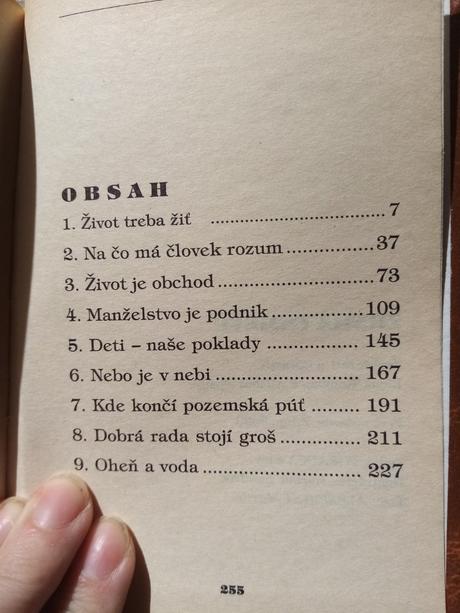 OBSAH
1. Život treba žiť ................................. 7
2. Na čo má človek rozum ................ 37
3. Život je obchod ............................. 73
4. Manželstvo je podnik ................. 109
5. Deti – naše poklady ................. 145
6. Nebo je v nebi ........................... 167
7. Kde končí pozemská púť ......... 191
8. Dobrá rada stojí groš .............. 211
9. Oheň a voda ............................. 227
255